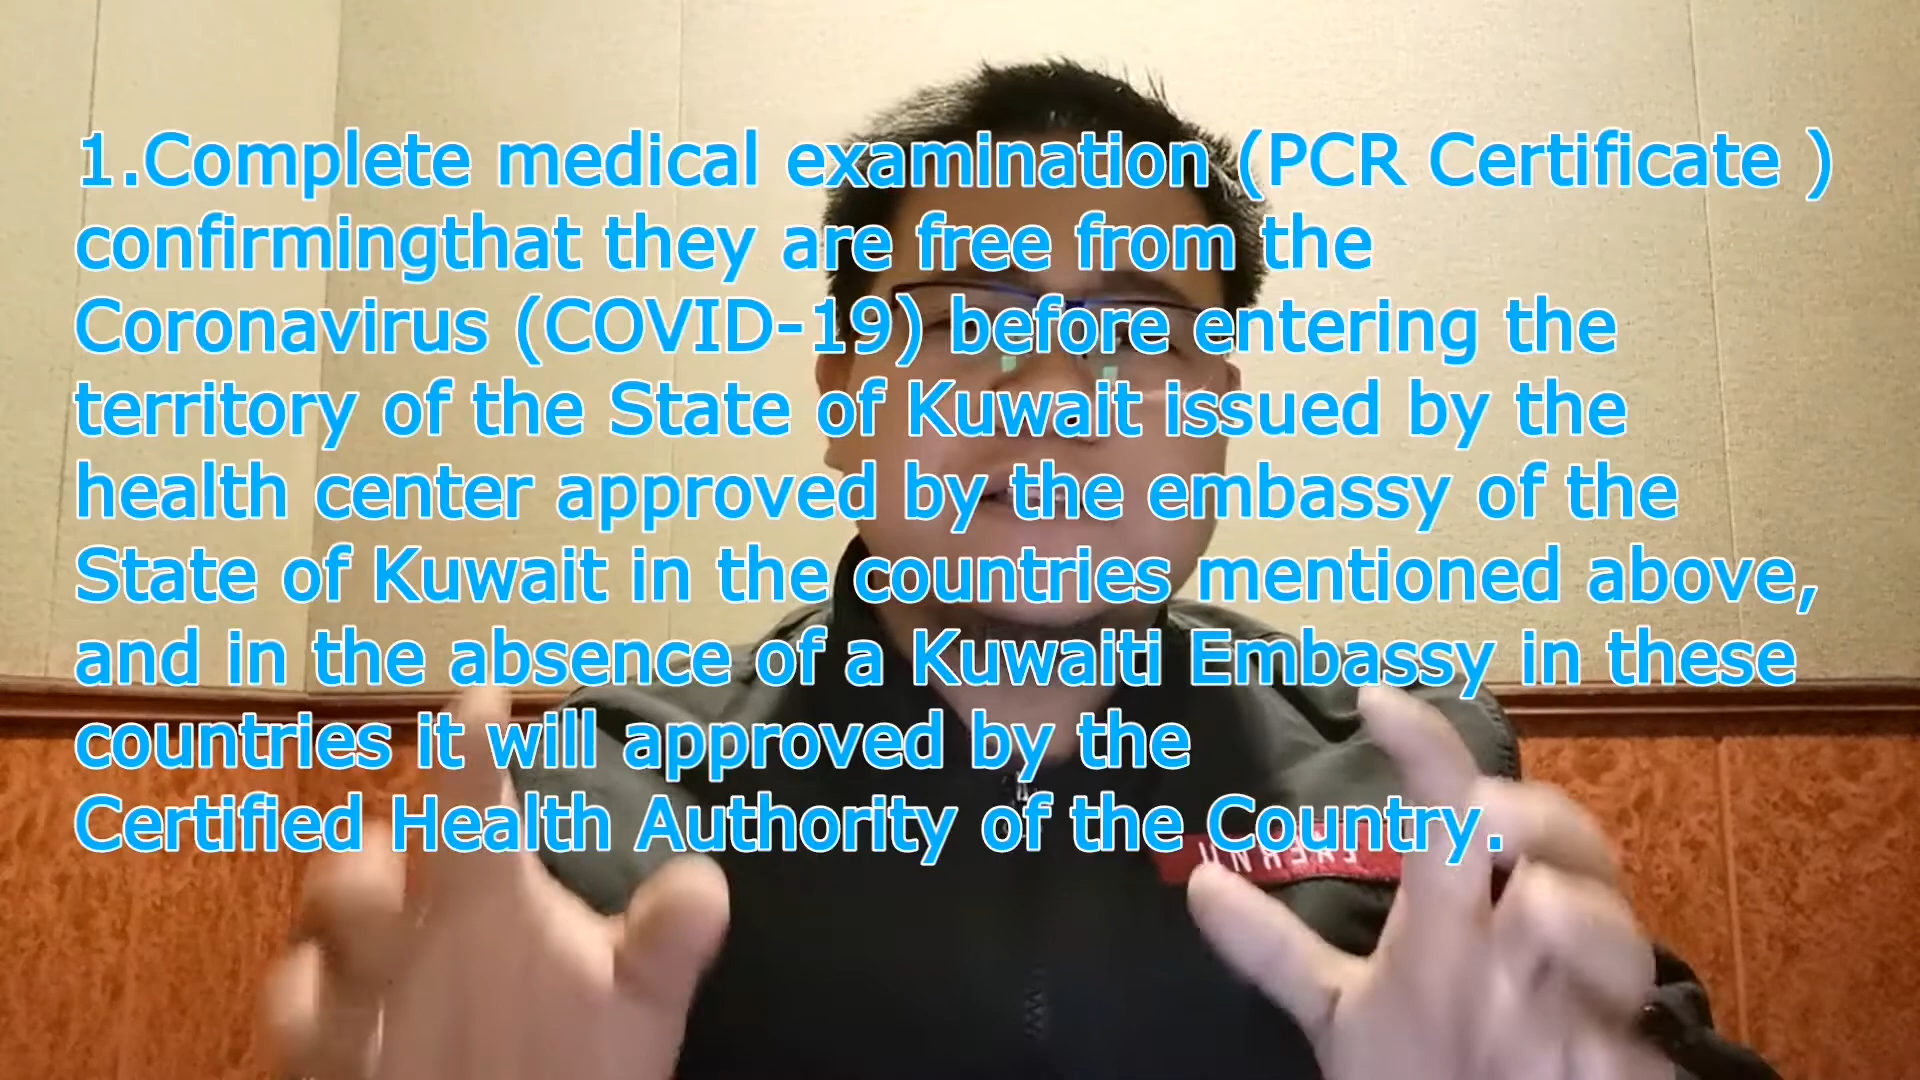 1.Complete medical examination (PCR Certificate )
confirmingthat they are free from the
Coronavirus (COVID-19) before entering the
territory of the State of Kuwait issued by the
health center approved by the embassy of the
State of Kuwait in the countries mentioned above,
and in the absence of a Kuwaiti Embassy in these
countries it will approved by the
Certified Health Authority of the Country.